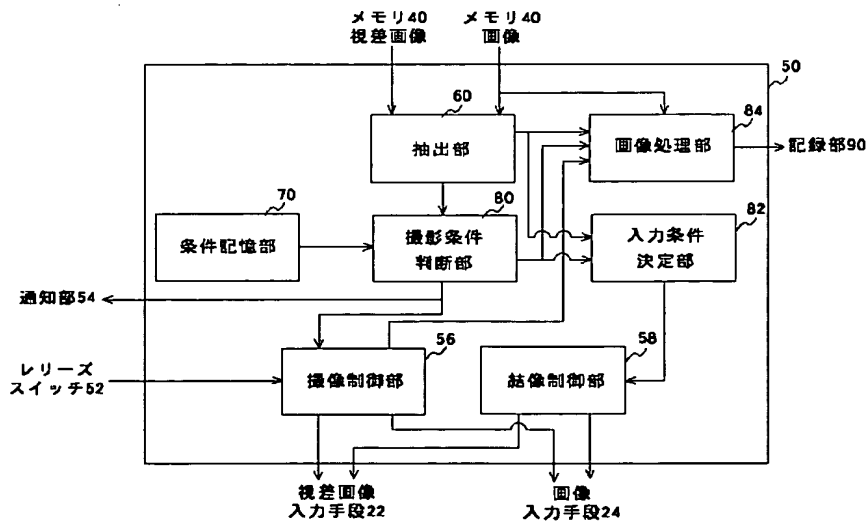 メモリ40
視差画像
メモリ40
画像
50
60
抽出部
84
画像処理部
記録部90
70
条件記憶部
80
撮影条件
判断部
82
入力条件
決定部
通知部54
レリーズ
スイッチ52
56
撮像制御部
58
結像制御部
視差画像
入力手段22
画像
入力手段24